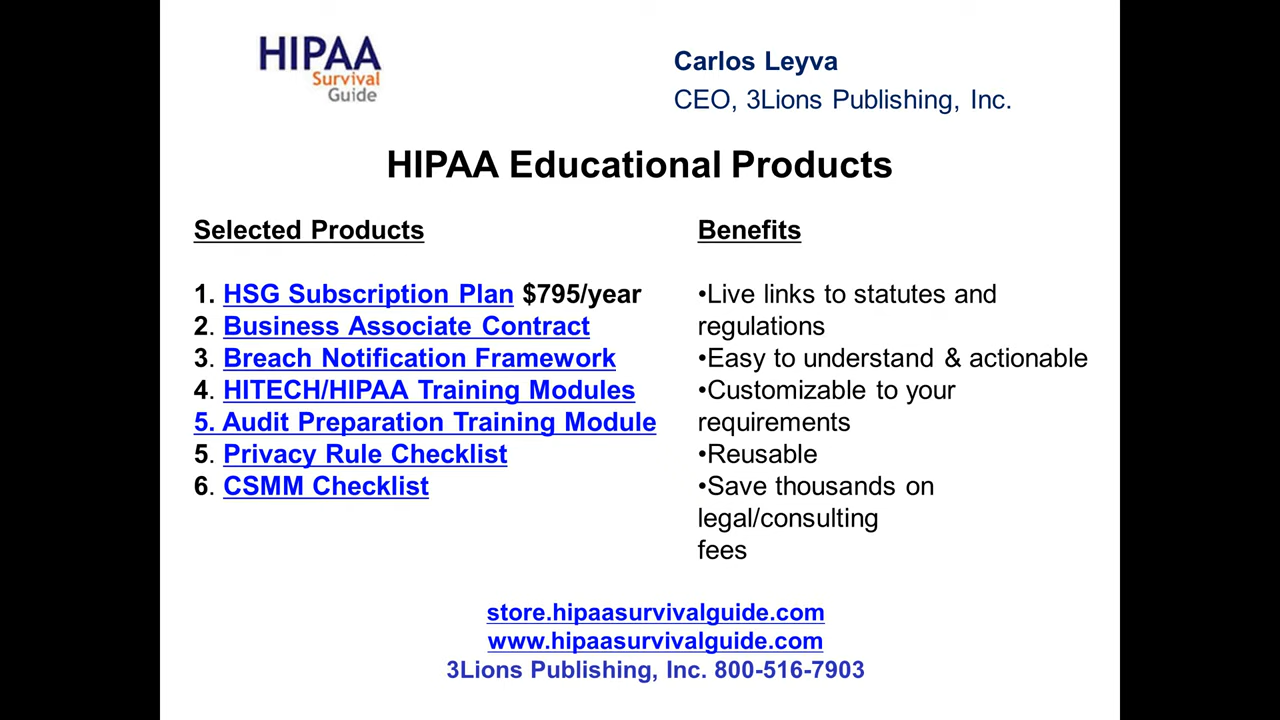 HIPAA
Survival
Guide
Carlos Leyva
CEO, 3Lions Publishing, Inc.
HIPAA Educational Products
Selected Products
1. HSG Subscription Plan $795/year
2. Business Associate Contract
3. Breach Notification Framework
4. HITECH/HIPAA Training Modules
5. Audit Preparation Training Module
5. Privacy Rule Checklist
6. CSMM Checklist
Benefits
•Live links to statutes and
regulations
•Easy to understand & actionable
•Customizable to your
requirements
•Reusable
•Save thousands on
legal/consulting
fees
store.hipaasurvivalguide.com
www.hipaasurvivalguide.com
3Lions Publishing, Inc. 800-516-7903